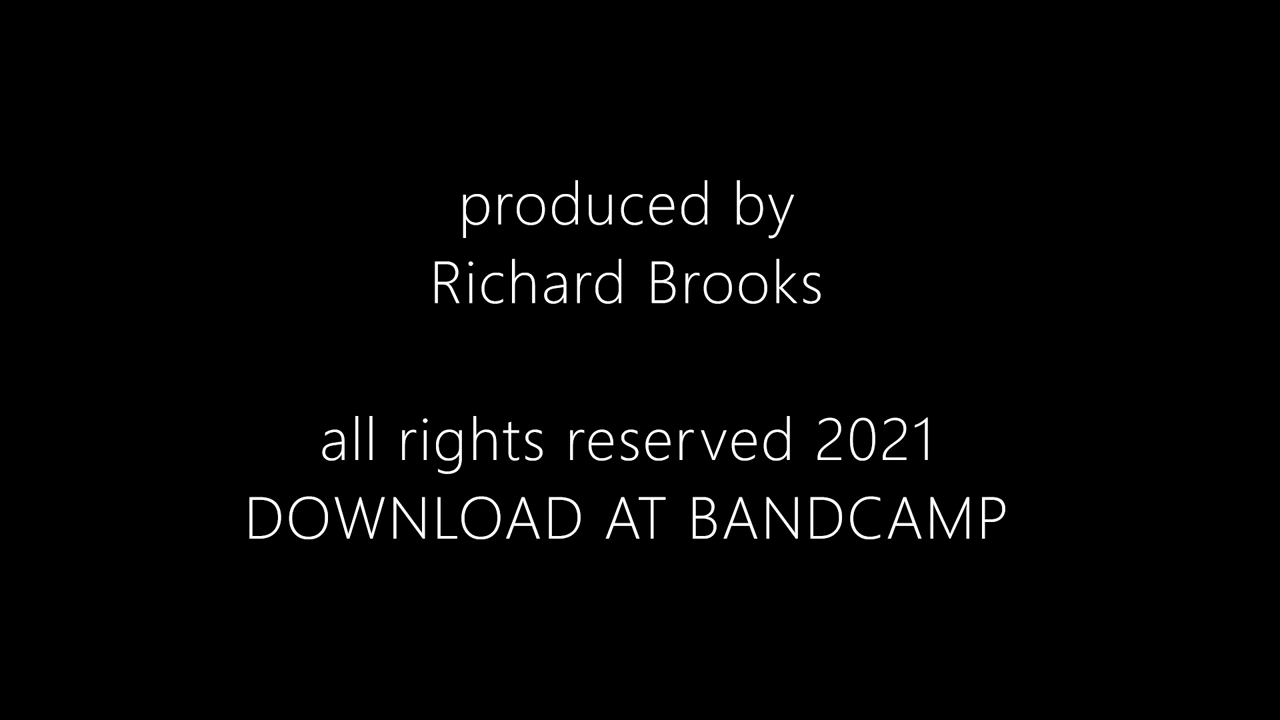 produced by
Richard Brooks
all rights reserved 2021
DOWNLOAD AT BANDCAMP